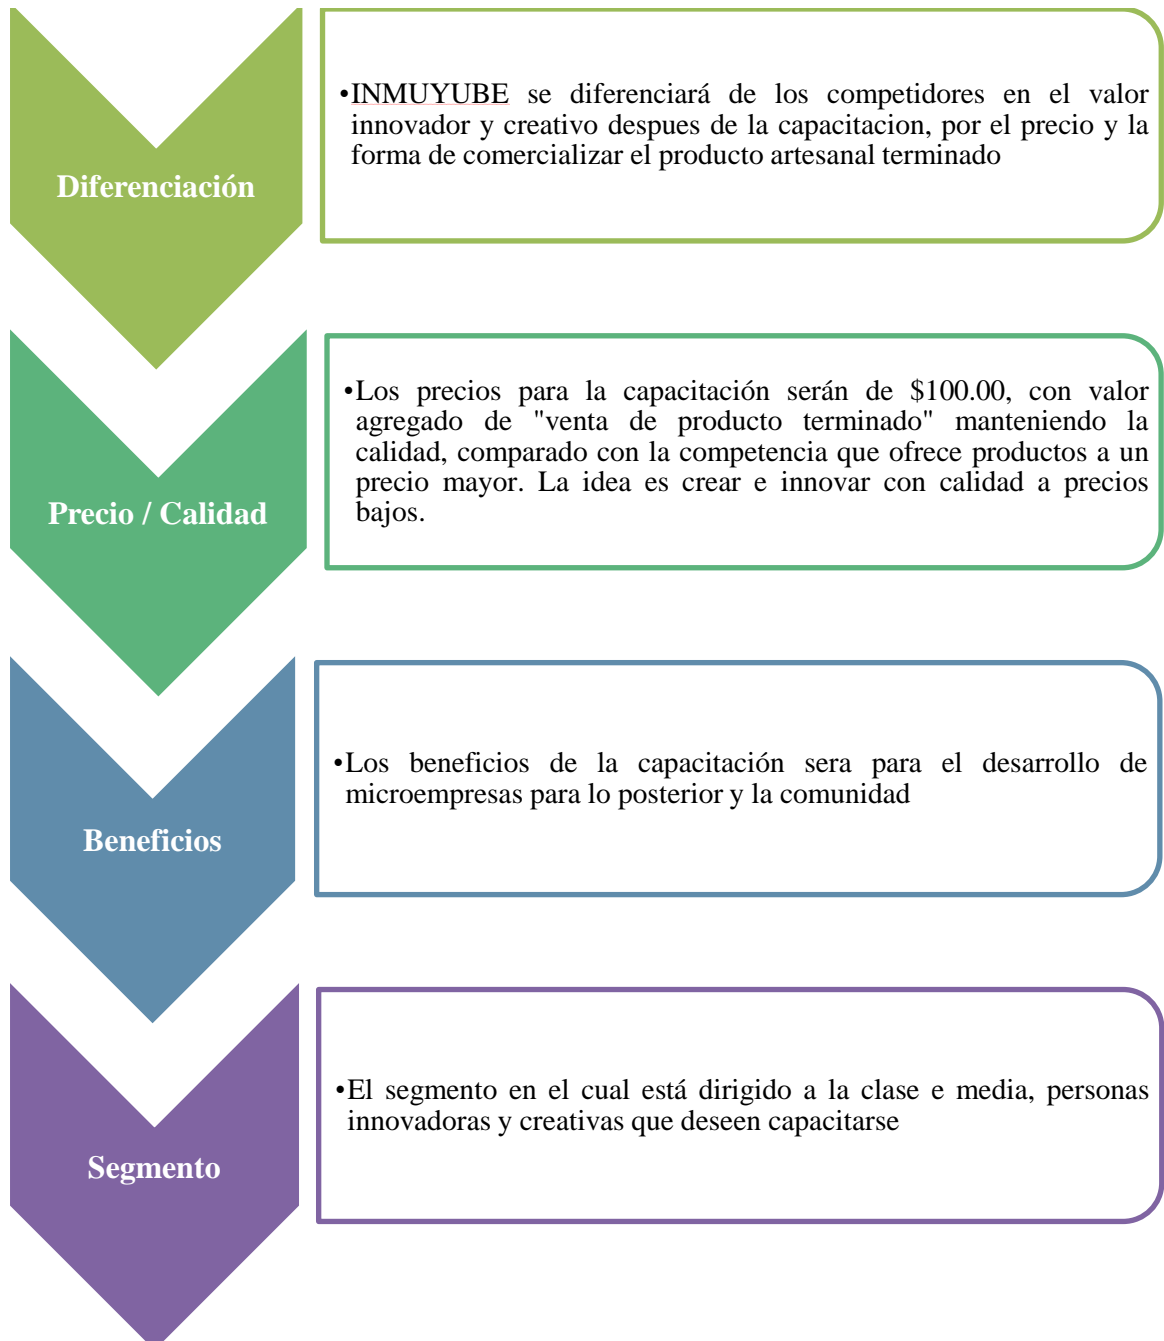 Diferenciación
•INMUYUBE se diferenciará de los competidores en el valor
innovador y creativo despues de la capacitacion, por el precio y la
forma de comercializar el producto artesanal terminado
Precio / Calidad
•Los precios para la capacitación serán de $100.00, con valor
agregado de "venta de producto terminado" manteniendo la
calidad, comparado con la competencia que ofrece productos a un
precio mayor. La idea es crear e innovar con calidad a precios
bajos.
Beneficios
•Los beneficios de la capacitación sera para el desarrollo de
microempresas para lo posterior y la comunidad
Segmento
•El segmento en el cual está dirigido a la clase e media, personas
innovadoras y creativas que deseen capacitarse